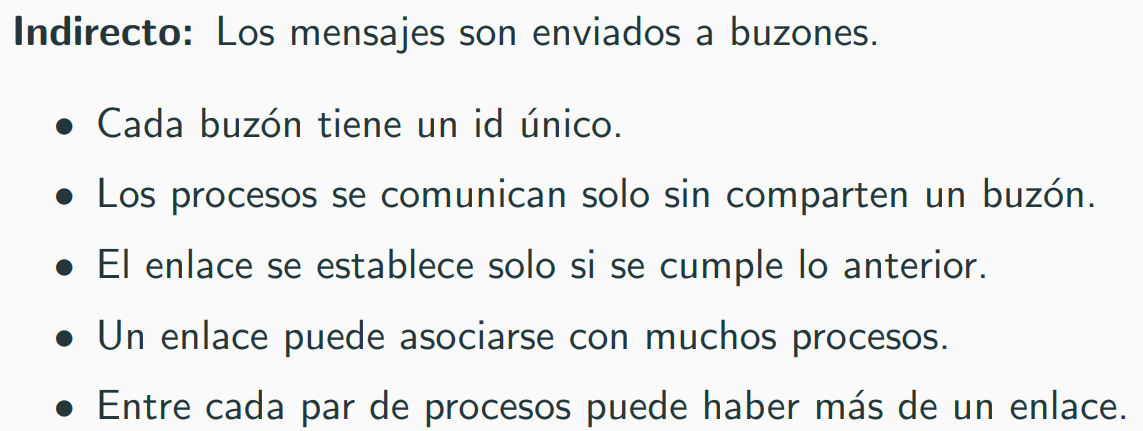 Indirecto: Los mensajes son enviados a buzones.
• Cada buzón tiene un id único.
• Los procesos se comunican solo sin comparten un buzón.
• El enlace se establece solo si se cumple lo anterior.
• Un enlace puede asociarse con muchos procesos.
• Entre cada par de procesos puede haber más de un enlace.